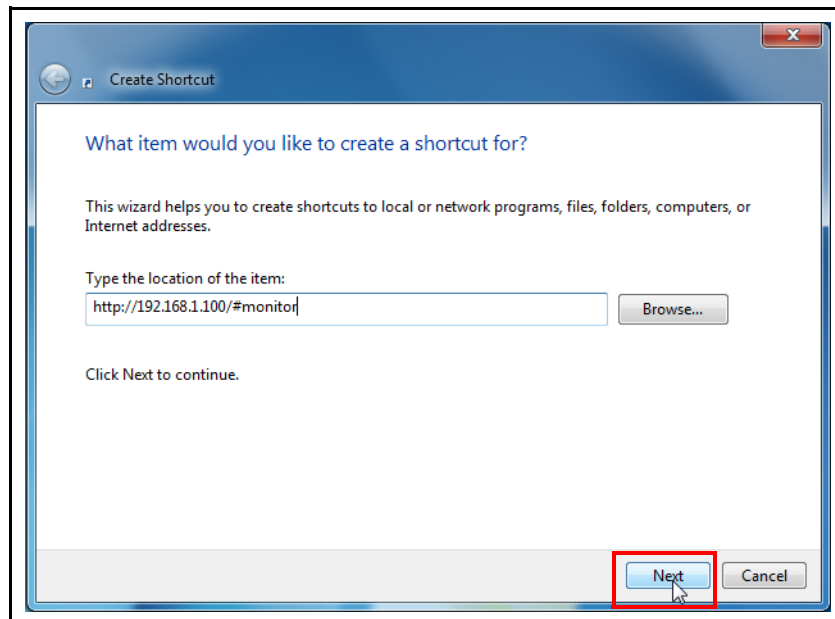 Create Shortcut
What item would you like to create a shortcut for?
This wizard helps you to create shortcuts to local or network programs, files, folders, computers, or
Internet addresses.
Type the location of the item:
http://192.168.1.100/#monitor
Browse...
Click Next to continue.
Next
Cancel